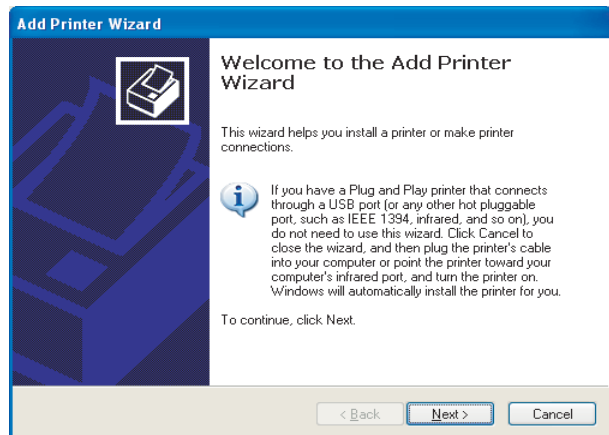 Add Printer Wizard
Welcome to the Add Printer
Wizard
This wizard helps you install a printer or make printer
connections.
If you have a Plug and Play printer that connects
through a USB port (or any other hot pluggable
port, such as IEEE 1394, infrared, and so on), you
do not need to use this wizard. Click Cancel to
close the wizard, and then plug the printer's cable
into your computer or point the printer toward your
computer's infrared port, and turn the printer on.
Windows will automatically install the printer for you.
To continue, click Next.
< Back Next > Cancel